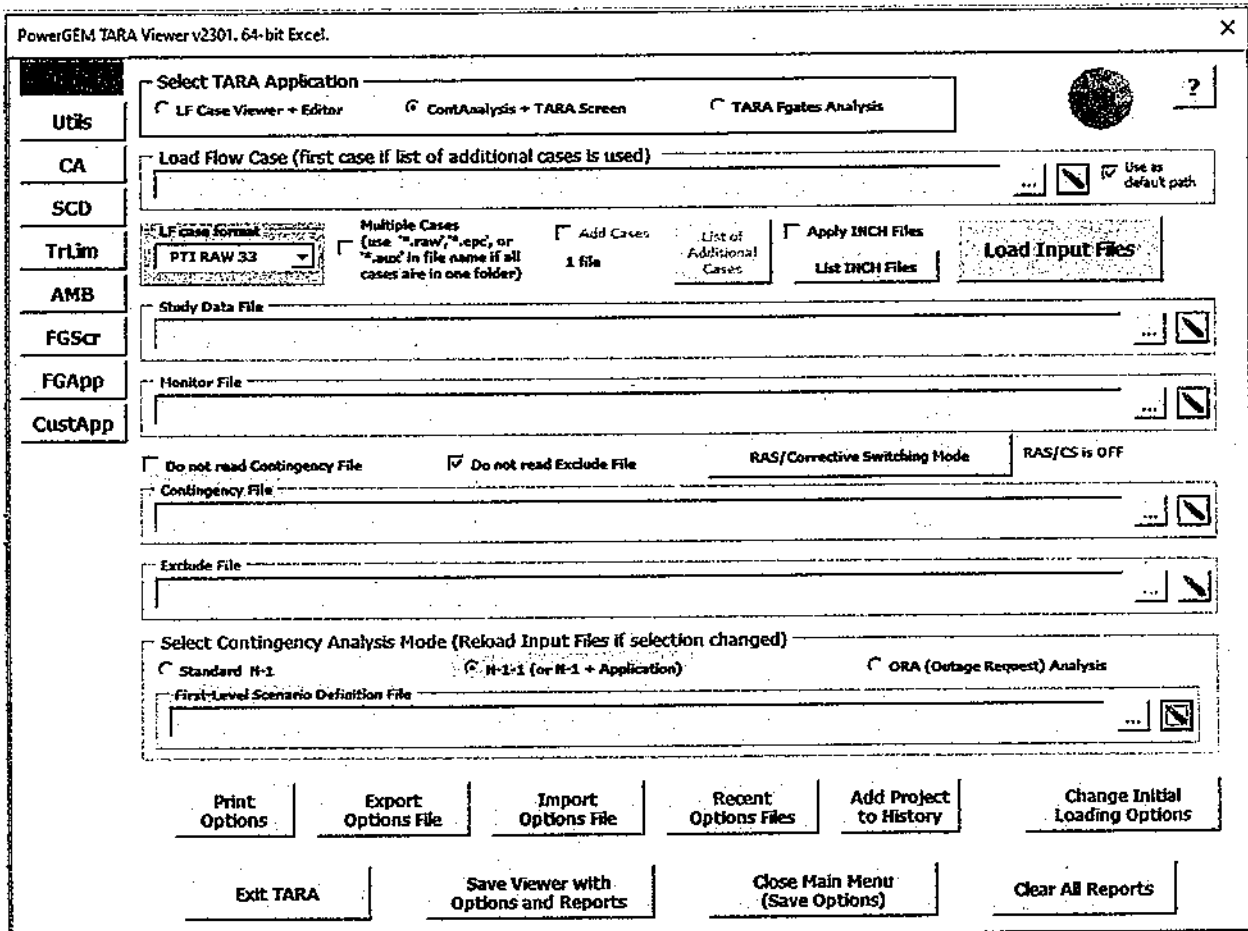 PowerGEM TARA Viewer v2301. 64-bit Excel.
Select TARA Application
LF Case Viewer + Editor
ContAnalysis + TARA Screen
TARA Fgates Analysis
?
Utils
CA
SCD
TrLim
AMB
FGScr
FGApp
CustApp
Load Flow Case (first case if list of additional cases is used)
...
Use as
default path
LF case format
PTI RAW 33
Multiple Cases
(use '*.raw','*.epc', or
'*.aux' in file name if all
cases are in one folder)
Add Cases
1 file
List of
Additional
Cases
Apply INCH Files
List INCH Files
Load Input Files
Study Data File
...
Monitor File
...
Do not read Contingency File
Do not read Exclude File
RAS/Corrective Switching Mode
RAS/CS is OFF
Contingency File
...
Exclude File
...
Select Contingency Analysis Mode (Reload Input Files if selection changed)
Standard N-1
N-1-1 (or N-1 + Application)
ORA (Outage Request) Analysis
First-Level Scenario Definition File
...
Print
Options
Export
Options File
Import
Options File
Recent
Options Files
Add Project
to History
Change Initial
Loading Options
Exit TARA
Save Viewer with
Options and Reports
Close Main Menu
(Save Options)
Clear All Reports